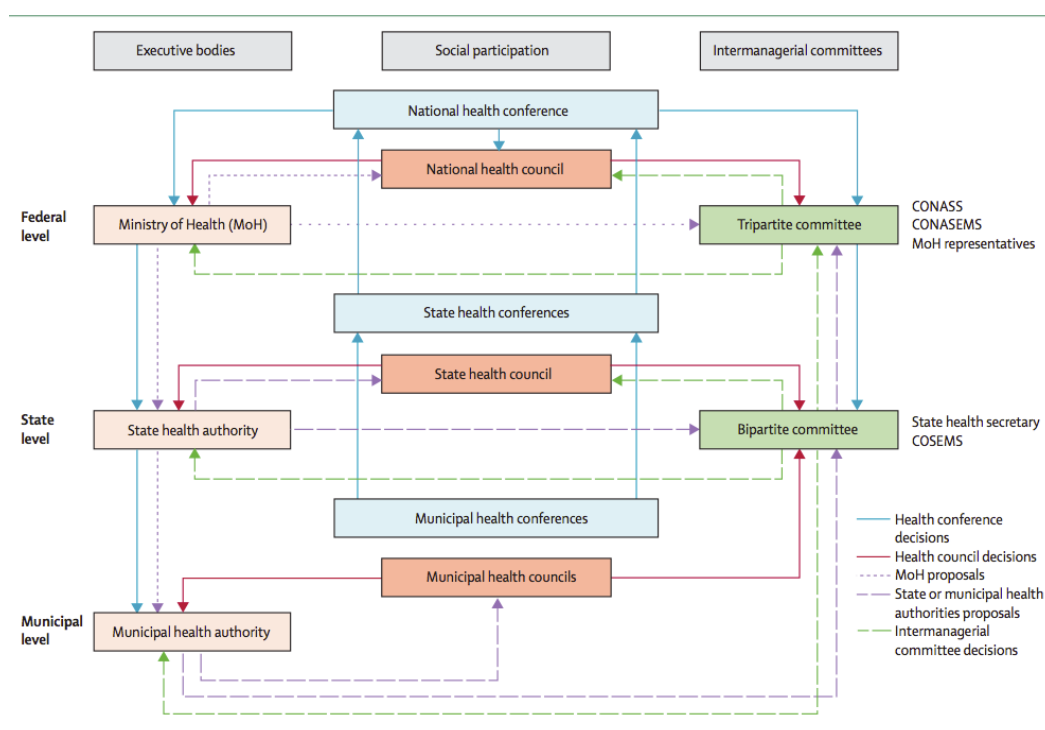 Executive bodies
Social participation
Intermanagerial committees
National health conference
National health council
Federal
level
Ministry of Health (MoH)
Tripartite committee
CONASS
CONASEMS
MoH representatives
State health conferences
State health council
State
level
State health authority
Bipartite committee
State health secretary
COSEMS
Municipal health conferences
Municipal health councils
Municipal
level
Municipal health authority
Health conference
decisions
Health council decisions
MoH proposals
State or municipal health
authorities proposals
Intermanagerial
committee decisions